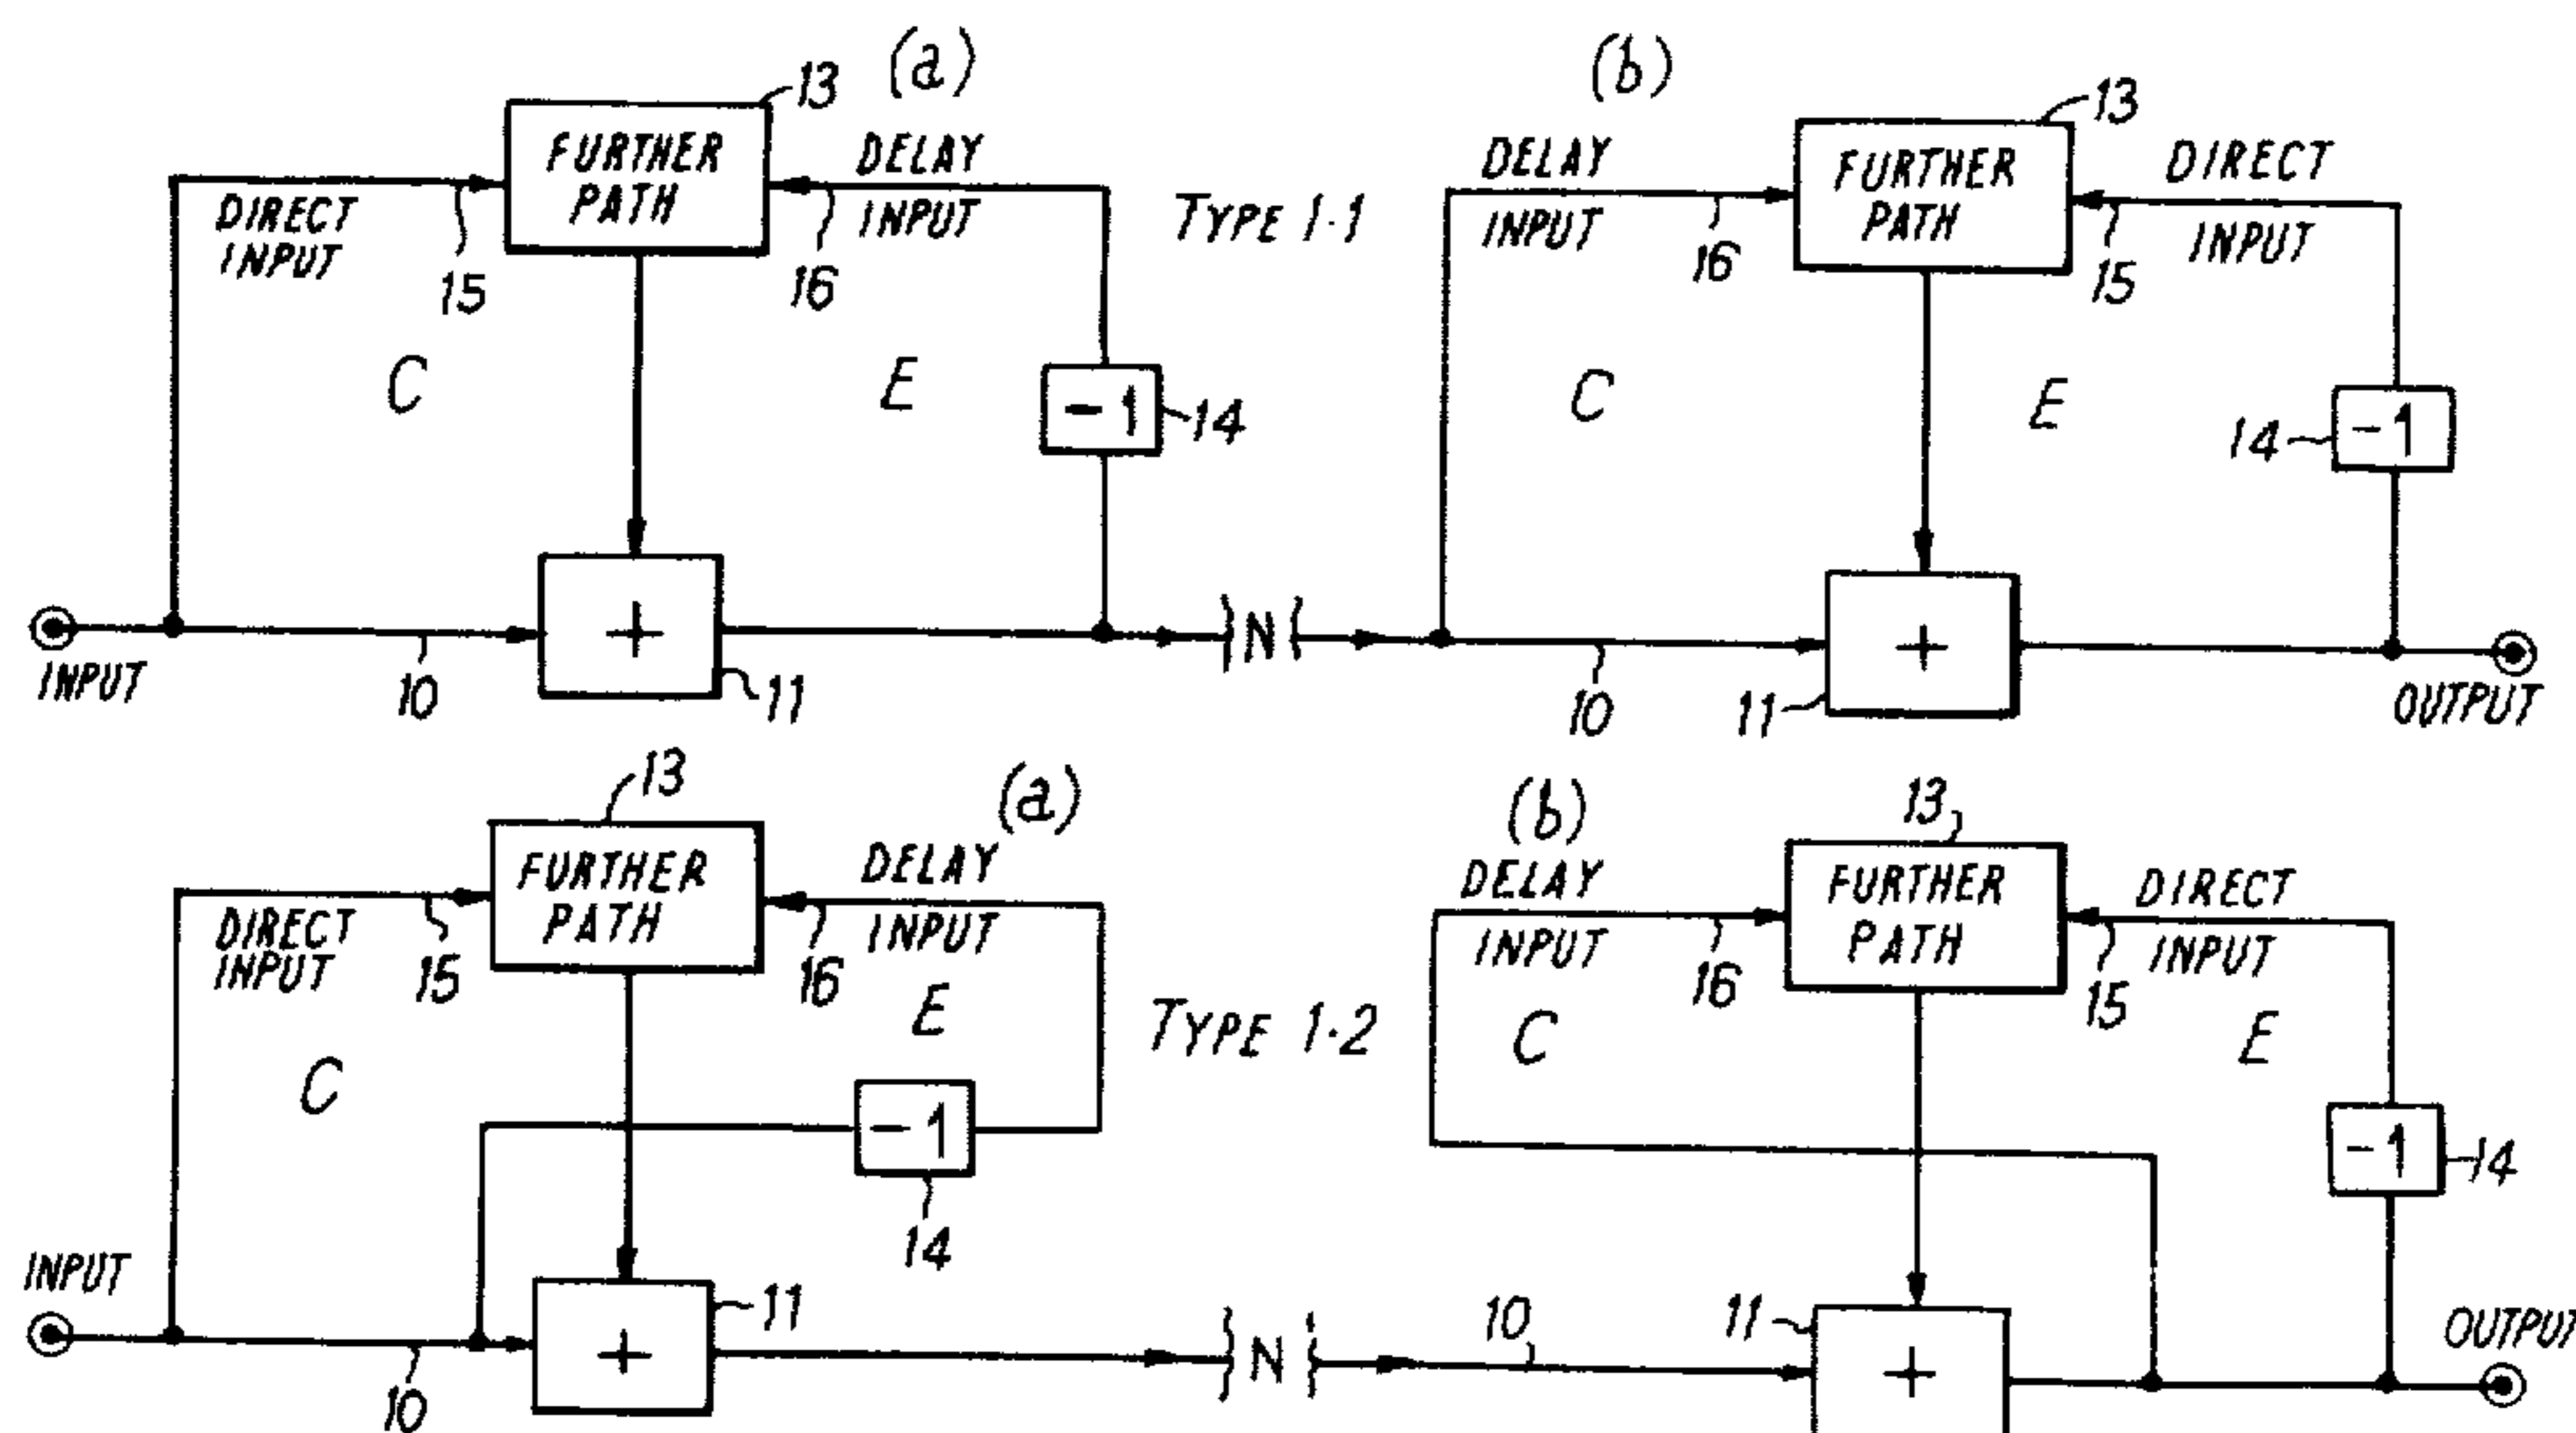 (a)
(b)
13
13
FURTHER
PATH
DELAY
INPUT
DIRECT
INPUT
15
16
TYPE 1·1
DELAY
INPUT
FURTHER
PATH
DIRECT
INPUT
16
15
C
E
-1
14
C
E
-1
14
INPUT
10
+
11
N
10
+
11
OUTPUT
13
(a)
(b)
13
FURTHER
PATH
DELAY
INPUT
DIRECT
INPUT
15
16
DELAY
INPUT
FURTHER
PATH
DIRECT
INPUT
16
15
C
E
-1
14
TYPE 1·2
C
E
-1
14
INPUT
10
+
11
N
10
11
+
OUTPUT